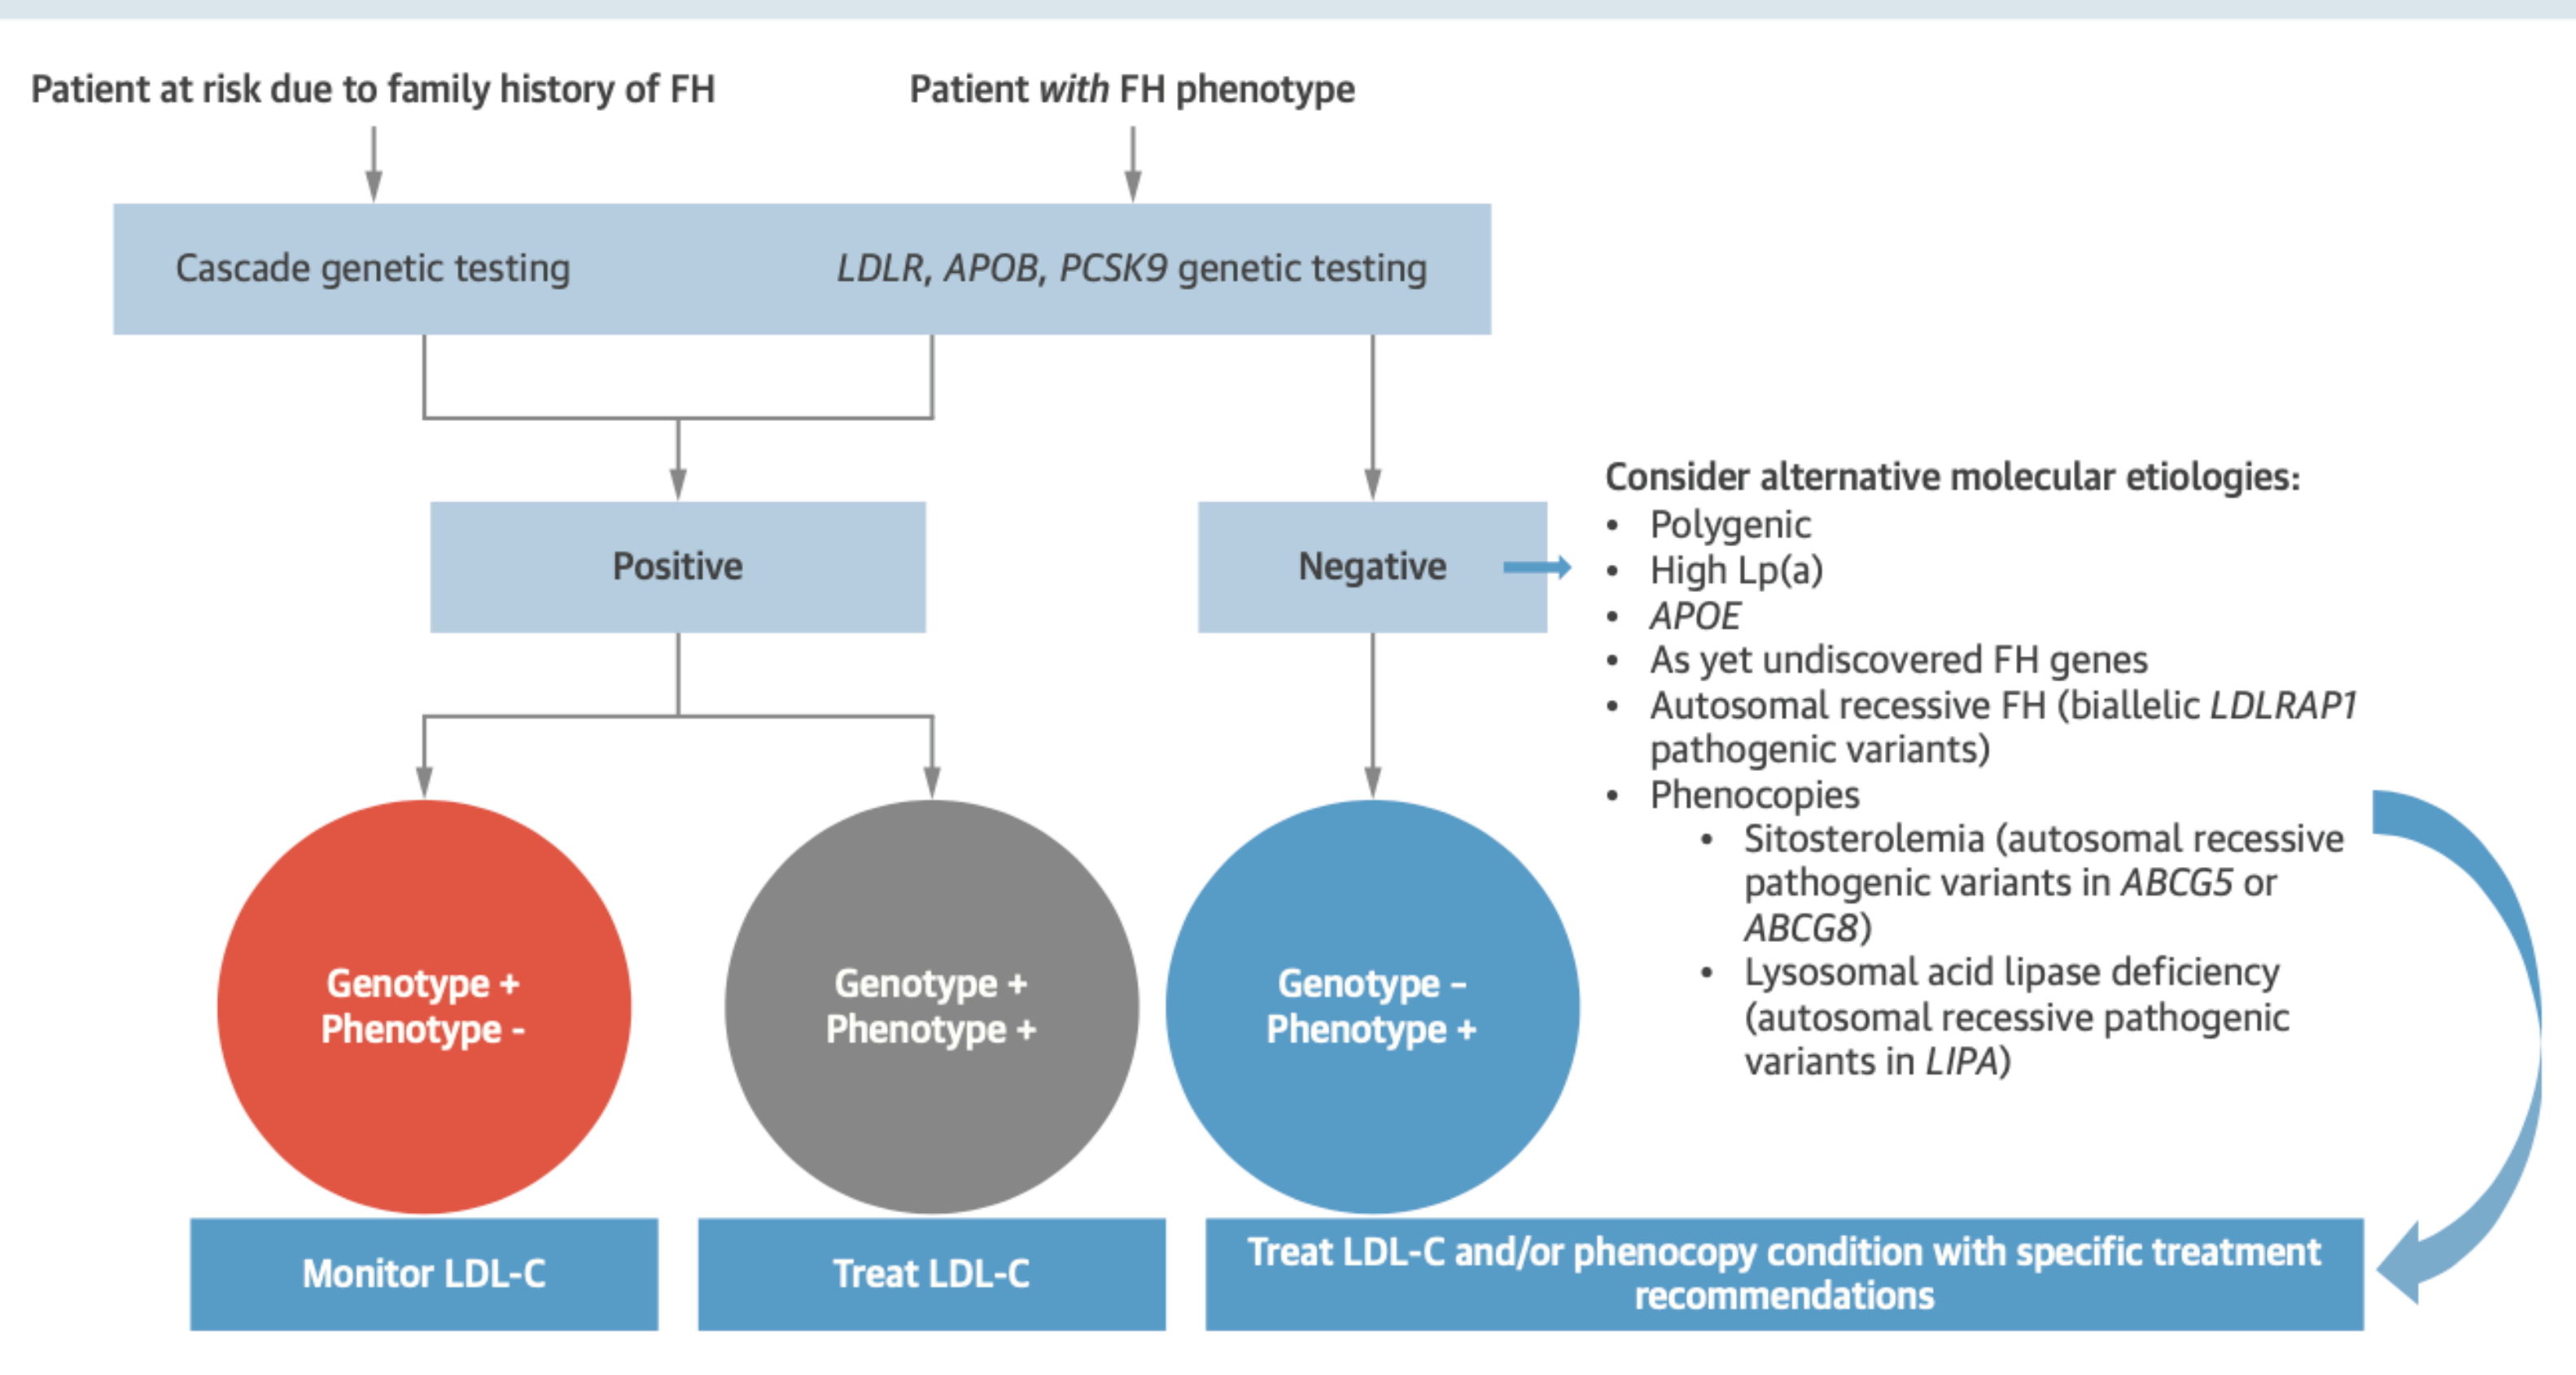 Patient at risk due to family history of FH
Patient with FH phenotype
Cascade genetic testing
LDLR, APOB, PCSK9 genetic testing
Positive
Negative
Consider alternative molecular etiologies:
• Polygenic
• High Lp(a)
• APOE
• As yet undiscovered FH genes
• Autosomal recessive FH (biallelic LDLRAP1
pathogenic variants)
• Phenocopies
• Sitosterolemia (autosomal recessive
pathogenic variants in ABCG5 or
ABCG8)
• Lysosomal acid lipase deficiency
(autosomal recessive pathogenic
variants in LIPA)
Genotype +
Phenotype -
Genotype +
Phenotype +
Genotype –
Phenotype +
Monitor LDL-C
Treat LDL-C
Treat LDL-C and/or phenocopy condition with specific treatment
recommendations